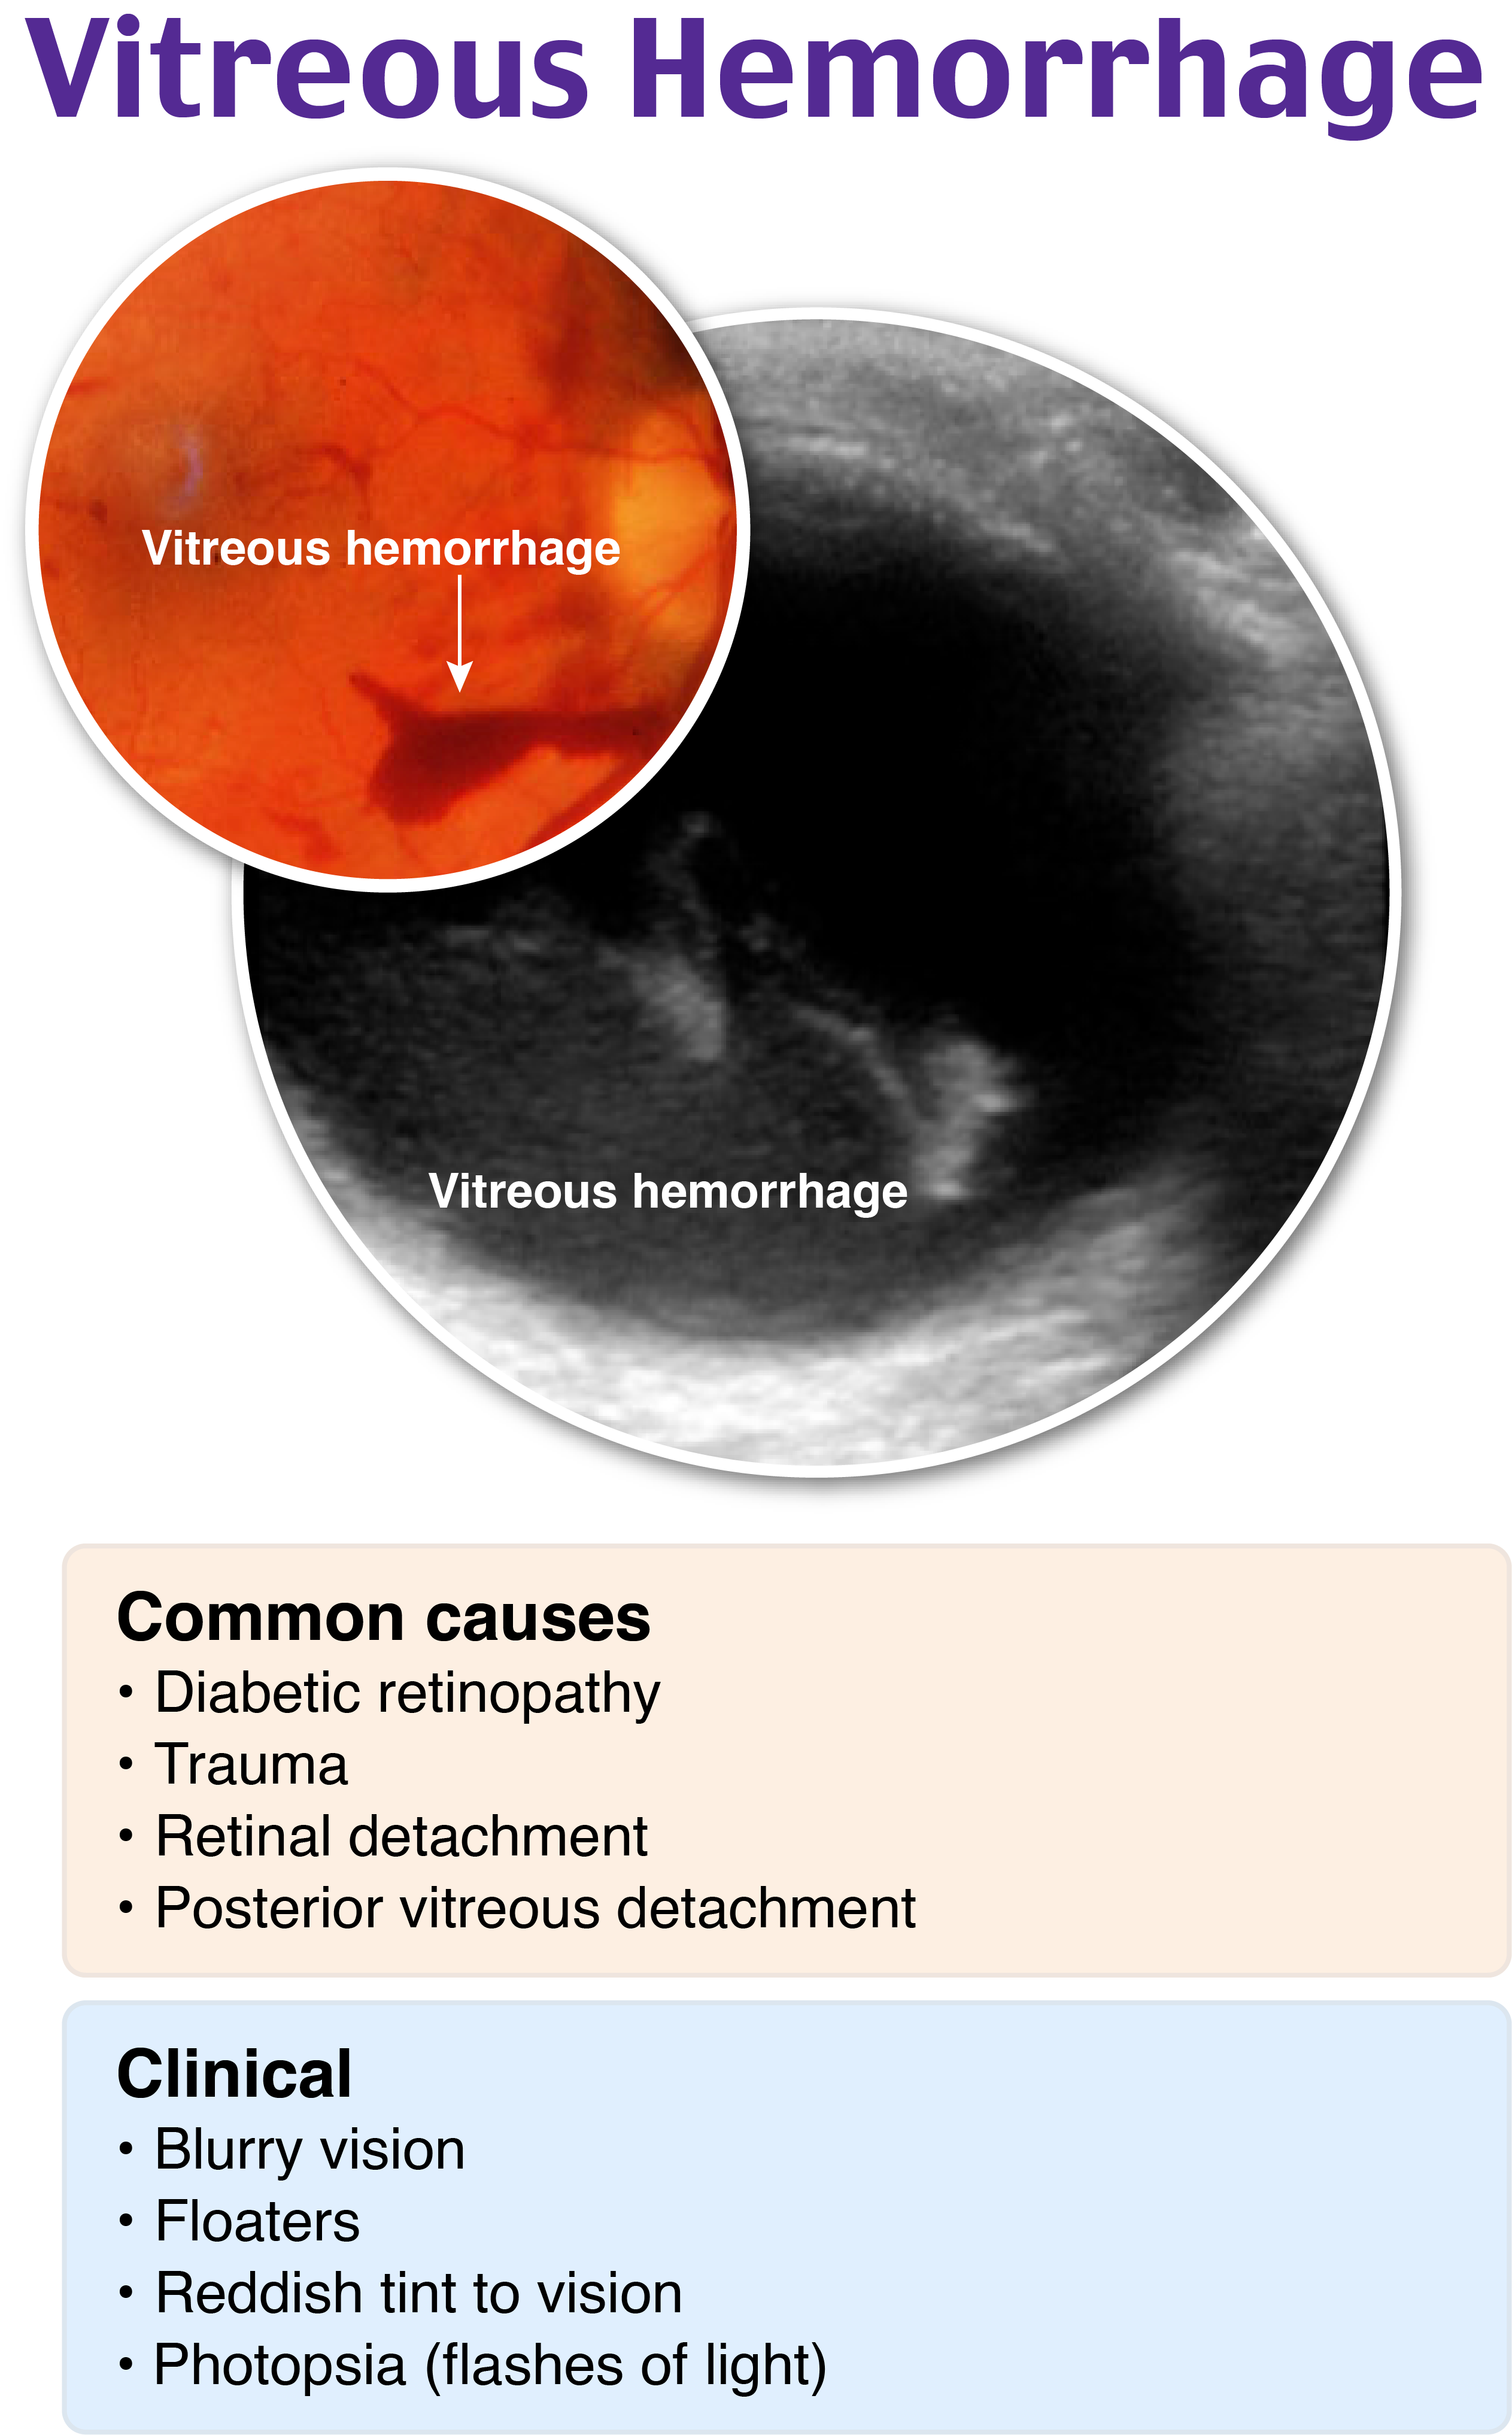 Vitreous Hemorrhage
Vitreous hemorrhage
Vitreous hemorrhage
Common causes
• Diabetic retinopathy
• Trauma
• Retinal detachment
• Posterior vitreous detachment
Clinical
• Blurry vision
• Floaters
• Reddish tint to vision
• Photopsia (flashes of light)